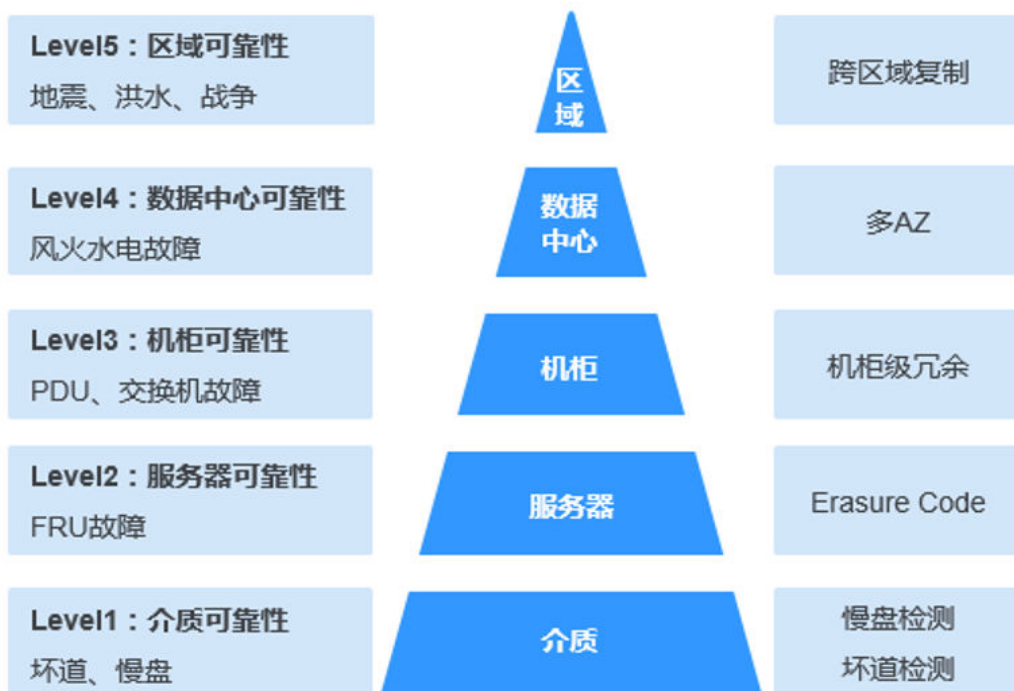 Level5：区域可靠性
地震、洪水、战争
区
域
跨区域复制
Level4：数据中心可靠性
风火水电故障
数据
中心
多AZ
Level3：机柜可靠性
PDU、交换机故障
机柜
机柜级冗余
Level2：服务器可靠性
FRU故障
服务器
Erasure Code
Level1：介质可靠性
坏道、慢盘
介质
慢盘检测
坏道检测